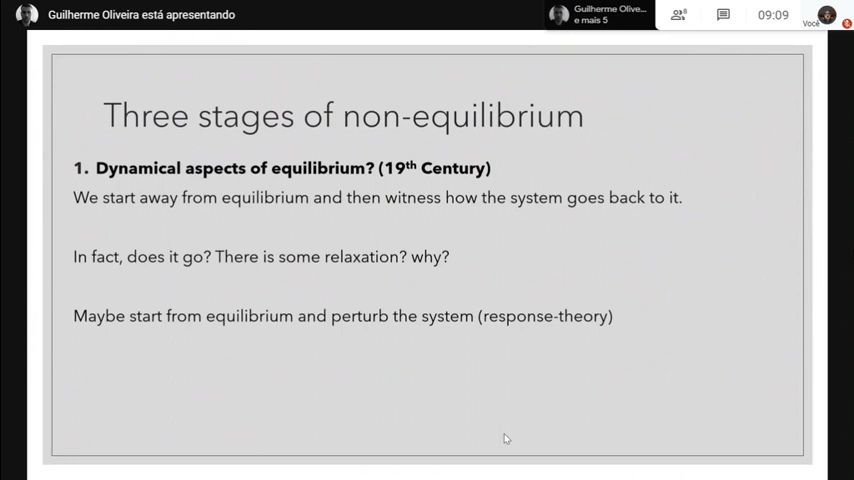 Guilherme Oliveira está apresentando
Guilherme Olive...
e mais 5
8
09:09
Você
Three stages of non-equilibrium
1. Dynamical aspects of equilibrium? (19th Century)
We start away from equilibrium and then witness how the system goes back to it.
In fact, does it go? There is some relaxation? why?
Maybe start from equilibrium and perturb the system (response-theory)